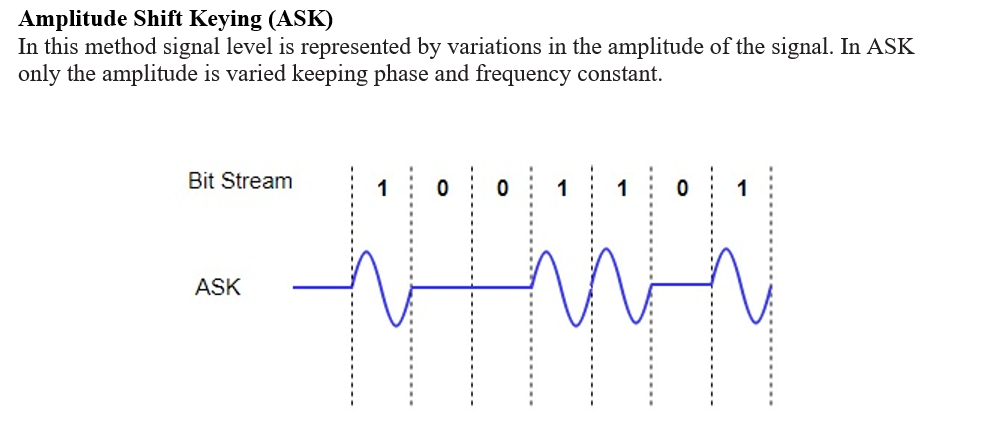 Amplitude Shift Keying (ASK)
In this method signal level is represented by variations in the amplitude of the signal. In ASK
only the amplitude is varied keeping phase and frequency constant.
Bit Stream 1 0 0 1 1 0 1
ASK